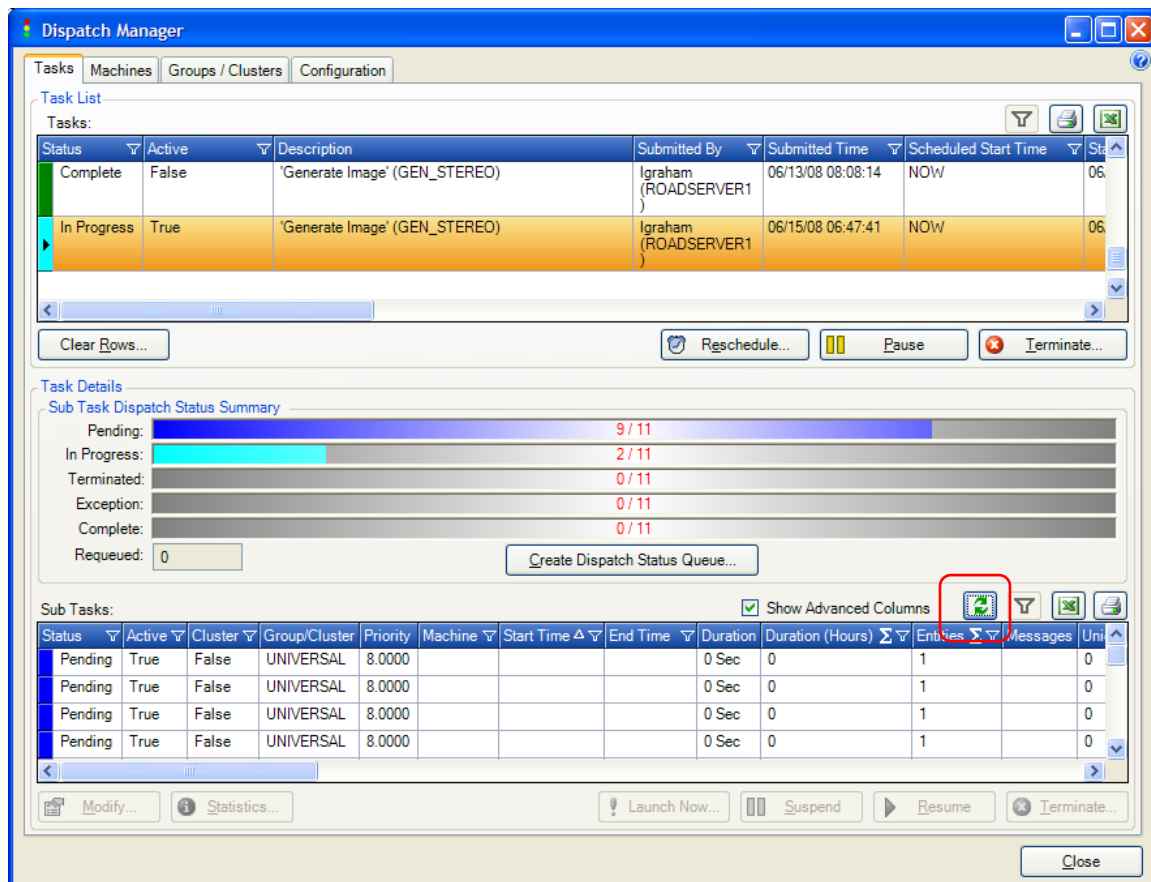 Dispatch Manager
Tasks Machines Groups / Clusters Configuration
Task List
Tasks:
Status Active Description Submitted By Submitted Time Scheduled Start Time Sta
Complete False 'Generate Image' (GEN_STEREO) Igraham (ROADSERVER1) 06/13/08 08:08:14 NOW 06/
In Progress True 'Generate Image' (GEN_STEREO) Igraham (ROADSERVER1) 06/15/08 06:47:41 NOW 06/
Clear Rows... Reschedule... Pause Terminate...
Task Details
Sub Task Dispatch Status Summary
Pending: 9 / 11
In Progress: 2 / 11
Terminated: 0 / 11
Exception: 0 / 11
Complete: 0 / 11
Requeued: 0 Create Dispatch Status Queue...
Sub Tasks: Show Advanced Columns
Status Active Cluster Group/Cluster Priority Machine Start Time End Time Duration Duration (Hours) Σ Entries Σ Messages Uni
Pending True False UNIVERSAL 8.0000 0 Sec 0 1 0
Pending True False UNIVERSAL 8.0000 0 Sec 0 1 0
Pending True False UNIVERSAL 8.0000 0 Sec 0 1 0
Pending True False UNIVERSAL 8.0000 0 Sec 0 1 0
Modify... Statistics... Launch Now... Suspend Resume Terminate...
Close